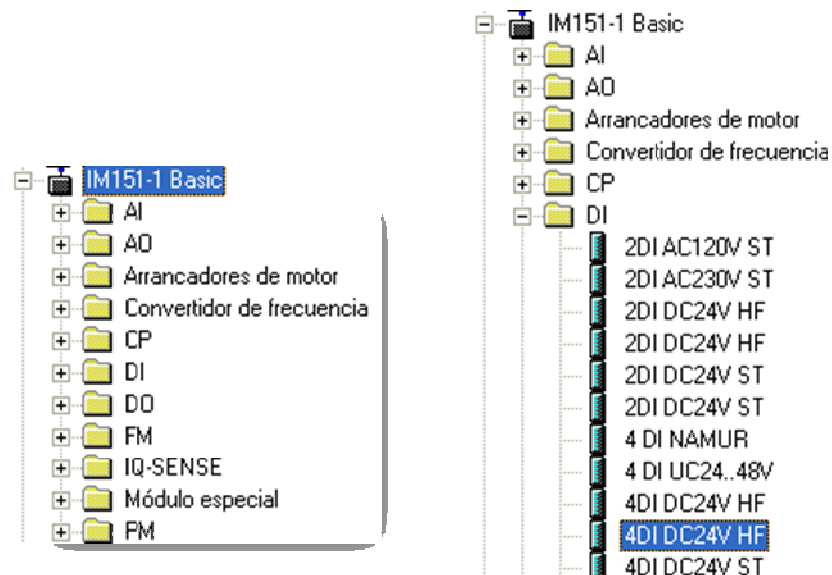 IM151-1 Basic
AI
AO
Arrancadores de motor
Convertidor de frecuencia
CP
DI
DO
FM
IQ-SENSE
Módulo especial
PM
IM151-1 Basic
AI
AO
Arrancadores de motor
Convertidor de frecuencia
CP
DI
2DI AC120V ST
2DI AC230V ST
2DI DC24V HF
2DI DC24V HF
2DI DC24V ST
2DI DC24V ST
4 DI NAMUR
4 DI UC24..48V
4DI DC24V HF
4DI DC24V HF
4DI DC24V ST